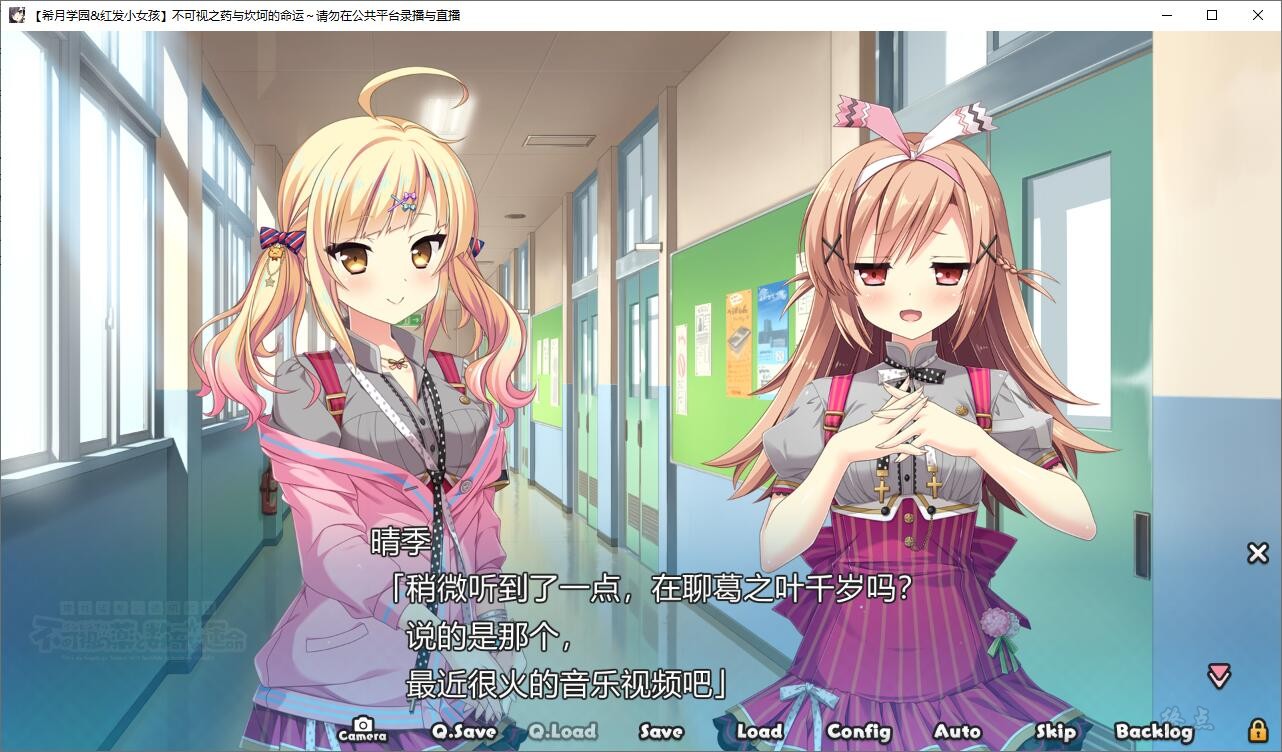 【希月学园&红发小女孩】不可视之药与坎坷的命运～请勿在公共平台录播与直播
晴季
「稍微听到了一点，在聊葛之叶千岁吗？
说的是那个，
最近很火的音乐视频吧」
Camera
Q.Save
Q.Load
Save
Load
Config
Auto
Skip
Backlog